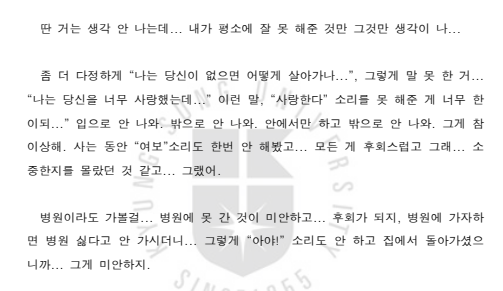 딴 거는 생각 안 나는데... 내가 평소에 잘 못 해준 것만 그것만 생각이 나...
좀 더 다정하게 “나는 당신이 없으면 어떻게 살아가나...”, 그렇게 말 못 한 거...
“나는 당신을 너무 사랑했는데...” 이런 말, “사랑한다” 소리를 못 해준 게 너무 한
이되...” 입으로 안 나와. 밖으로 안 나와. 안에서만 하고 밖으로 안 나와. 그게 참
이상해. 사는 동안 “여보”소리도 한번 안 해봤고... 모든 게 후회스럽고 그래... 소
중한지를 몰랐던 것 같고... 그랬어.
병원이라도 가볼걸... 병원에 못 간 것이 미안하고... 후회가 되지, 병원에 가자하
면 병원 싫다고 안 가시더니... 그렇게 “아야!” 소리도 안 하고 집에서 돌아가셨으
니까... 그게 미안하지.
KYUNG SUNG UNIVERSITY
SINCE 1955